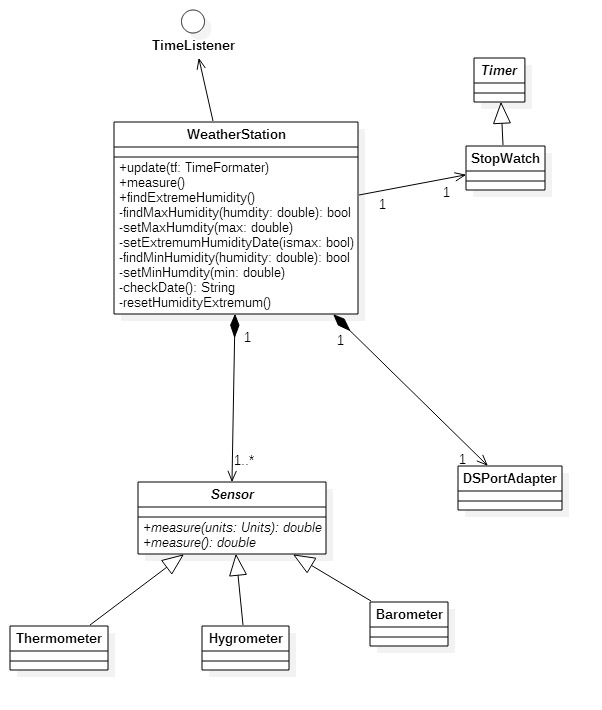 TimeListener
Timer
WeatherStation
+update(tf: TimeFormater)
+measure()
+findExtremeHumidity()
-findMaxHumidity(humdity: double): bool
-setMaxHumdity(max: double)
-setExtremumHumidityDate(ismax: bool)
-findMinHumidity(humidity: double): bool
-setMinHumdity(min: double)
-checkDate(): String
-resetHumidityExtremum()
StopWatch
1
1
1
1
1..*
1
DSPortAdapter
Sensor
+measure(units: Units): double
+measure(): double
Barometer
Thermometer
Hygrometer